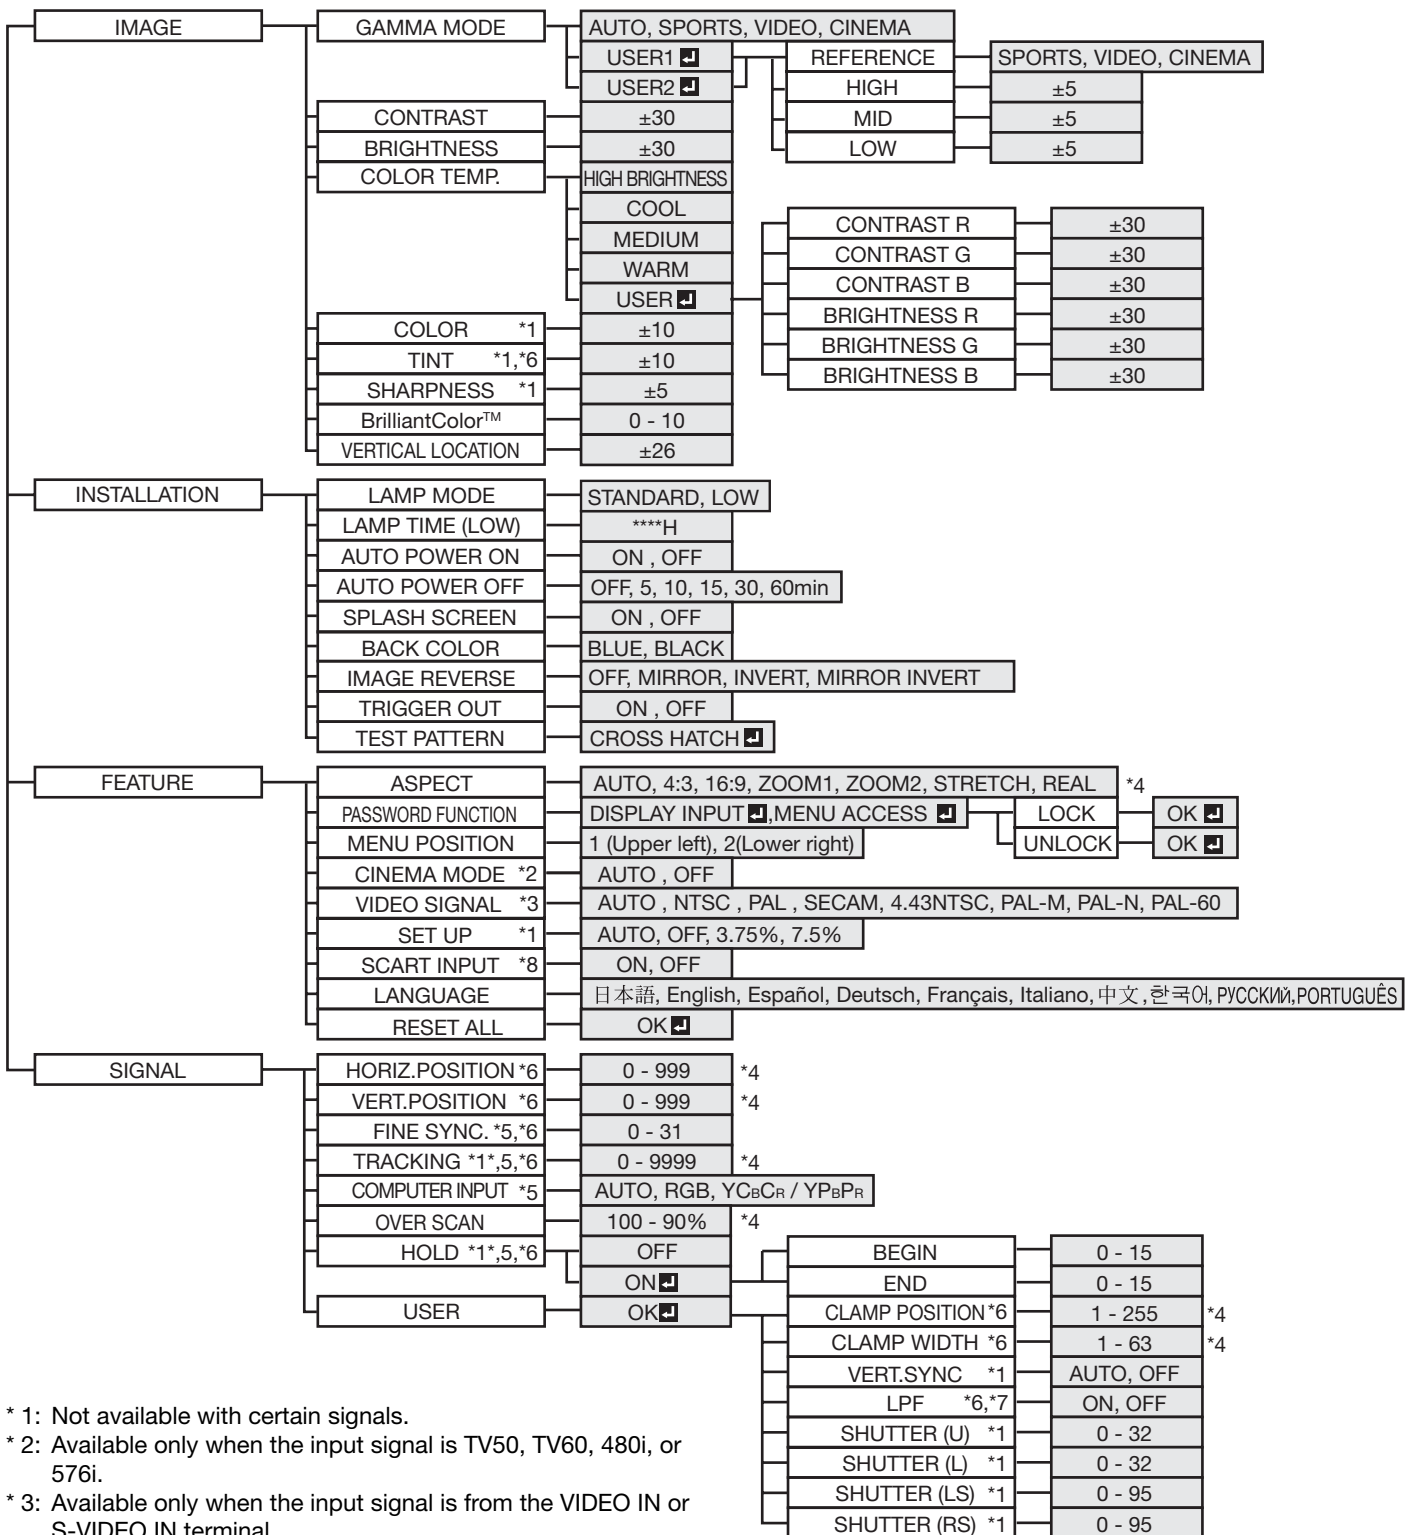 IMAGE GAMMA MODE AUTO, SPORTS, VIDEO, CINEMA
USER1 REFERENCE SPORTS, VIDEO, CINEMA
USER2 HIGH ±5
CONTRAST ±30 MID ±5
BRIGHTNESS ±30 LOW ±5
COLOR TEMP. HIGH BRIGHTNESS
COOL CONTRAST R ±30
MEDIUM CONTRAST G ±30
WARM CONTRAST B ±30
USER BRIGHTNESS R ±30
COLOR *1 ±10 BRIGHTNESS G ±30
TINT *1,*6 ±10 BRIGHTNESS B ±30
SHARPNESS *1 ±5
BrilliantColor™ 0 - 10
VERTICAL LOCATION ±26
INSTALLATION LAMP MODE STANDARD, LOW
LAMP TIME (LOW) ****H
AUTO POWER ON ON , OFF
AUTO POWER OFF OFF, 5, 10, 15, 30, 60min
SPLASH SCREEN ON , OFF
BACK COLOR BLUE, BLACK
IMAGE REVERSE OFF, MIRROR, INVERT, MIRROR INVERT
TRIGGER OUT ON , OFF
TEST PATTERN CROSS HATCH
FEATURE ASPECT AUTO, 4:3, 16:9, ZOOM1, ZOOM2, STRETCH, REAL *4
PASSWORD FUNCTION DISPLAY INPUT ,MENU ACCESS LOCK OK
MENU POSITION 1 (Upper left), 2(Lower right) UNLOCK OK
CINEMA MODE *2 AUTO , OFF
VIDEO SIGNAL *3 AUTO , NTSC , PAL , SECAM, 4.43NTSC, PAL-M, PAL-N, PAL-60
SET UP *1 AUTO, OFF, 3.75%, 7.5%
SCART INPUT *8 ON, OFF
LANGUAGE 日本語, English, Español, Deutsch, Français, Italiano, 中文 , 한국어, РУССКИй, PORTUGUÊS
RESET ALL OK
SIGNAL HORIZ.POSITION *6 0 - 999 *4
VERT.POSITION *6 0 - 999 *4
FINE SYNC. *5,*6 0 - 31
TRACKING *1*,5,*6 0 - 9999 *4
COMPUTER INPUT *5 AUTO, RGB, YCBCR / YPBPR
OVER SCAN 100 - 90% *4
HOLD *1*,5,*6 OFF BEGIN 0 - 15
ON END 0 - 15
USER OK CLAMP POSITION *6 1 - 255 *4
CLAMP WIDTH *6 1 - 63 *4
VERT.SYNC *1 AUTO, OFF
LPF *6,*7 ON, OFF
SHUTTER (U) *1 0 - 32
SHUTTER (L) *1 0 - 32
SHUTTER (LS) *1 0 - 95
SHUTTER (RS) *1 0 - 95
* 1: Not available with certain signals.
* 2: Available only when the input signal is TV50, TV60, 480i, or
576i.
* 3: Available only when the input signal is from the VIDEO IN or
S-VIDEO IN terminal